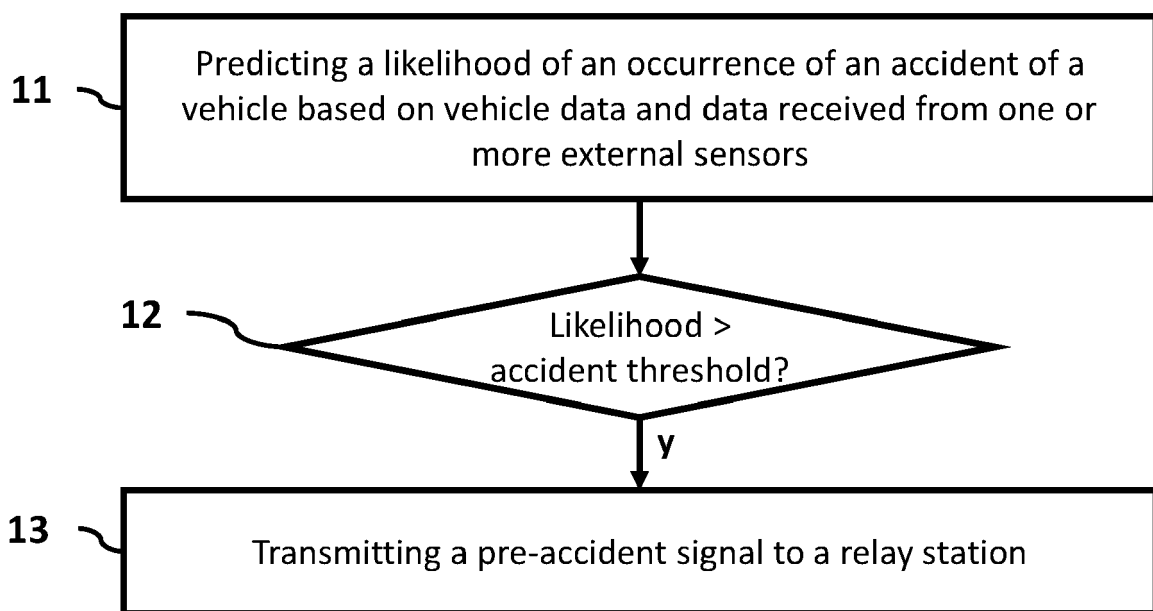 11
Predicting a likelihood of an occurrence of an accident of a
vehicle based on vehicle data and data received from one or
more external sensors
12
Likelihood >
accident threshold?
y
13
Transmitting a pre-accident signal to a relay station